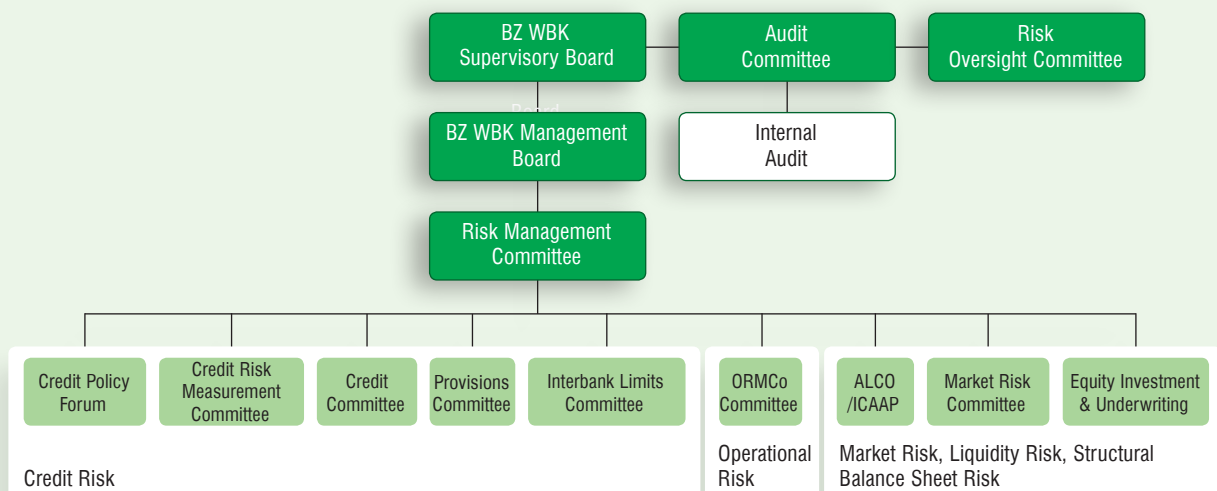 BZ WBK
Supervisory Board
Audit
Committee
Risk
Oversight Committee
Board
BZ WBK Management
Board
Internal
Audit
Risk Management
Committee
Credit Policy
Forum
Credit Risk
Measurement
Committee
Credit
Committee
Provisions
Committee
Interbank Limits
Committee
ORMCo
Committee
ALCO
/ICAAP
Market Risk
Committee
Equity Investment
& Underwriting
Credit Risk
Operational
Risk
Market Risk, Liquidity Risk, Structural
Balance Sheet Risk